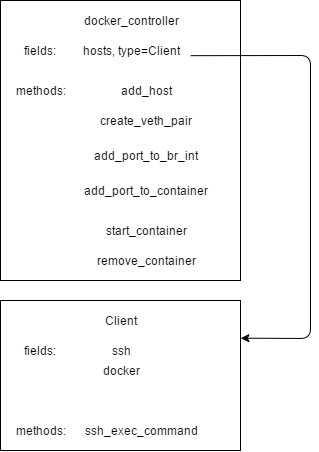 docker_controller
fields: hosts, type=Client
methods: add_host
create_veth_pair
add_port_to_br_int
add_port_to_container
start_container
remove_container
Client
fields: ssh
docker
methods: ssh_exec_command